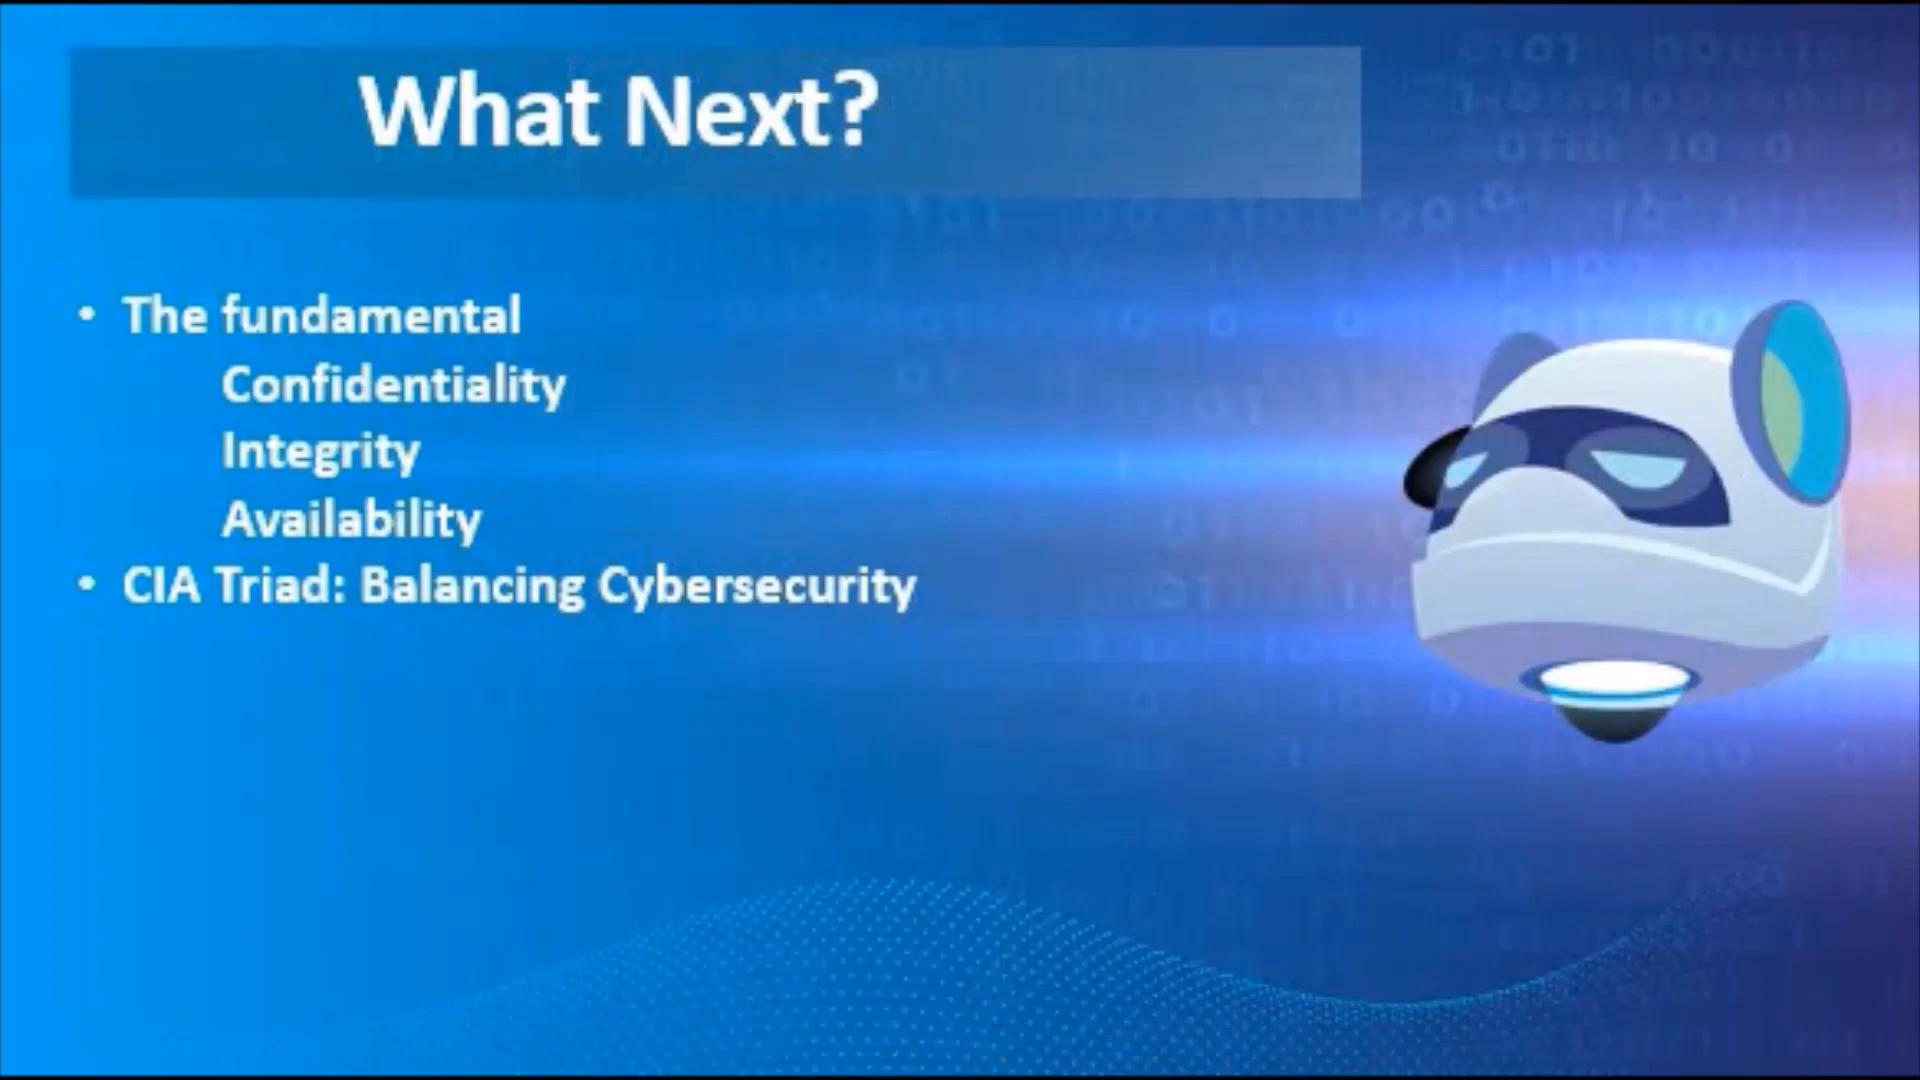 What Next?
• The fundamental
Confidentiality
Integrity
Availability
• CIA Triad: Balancing Cybersecurity